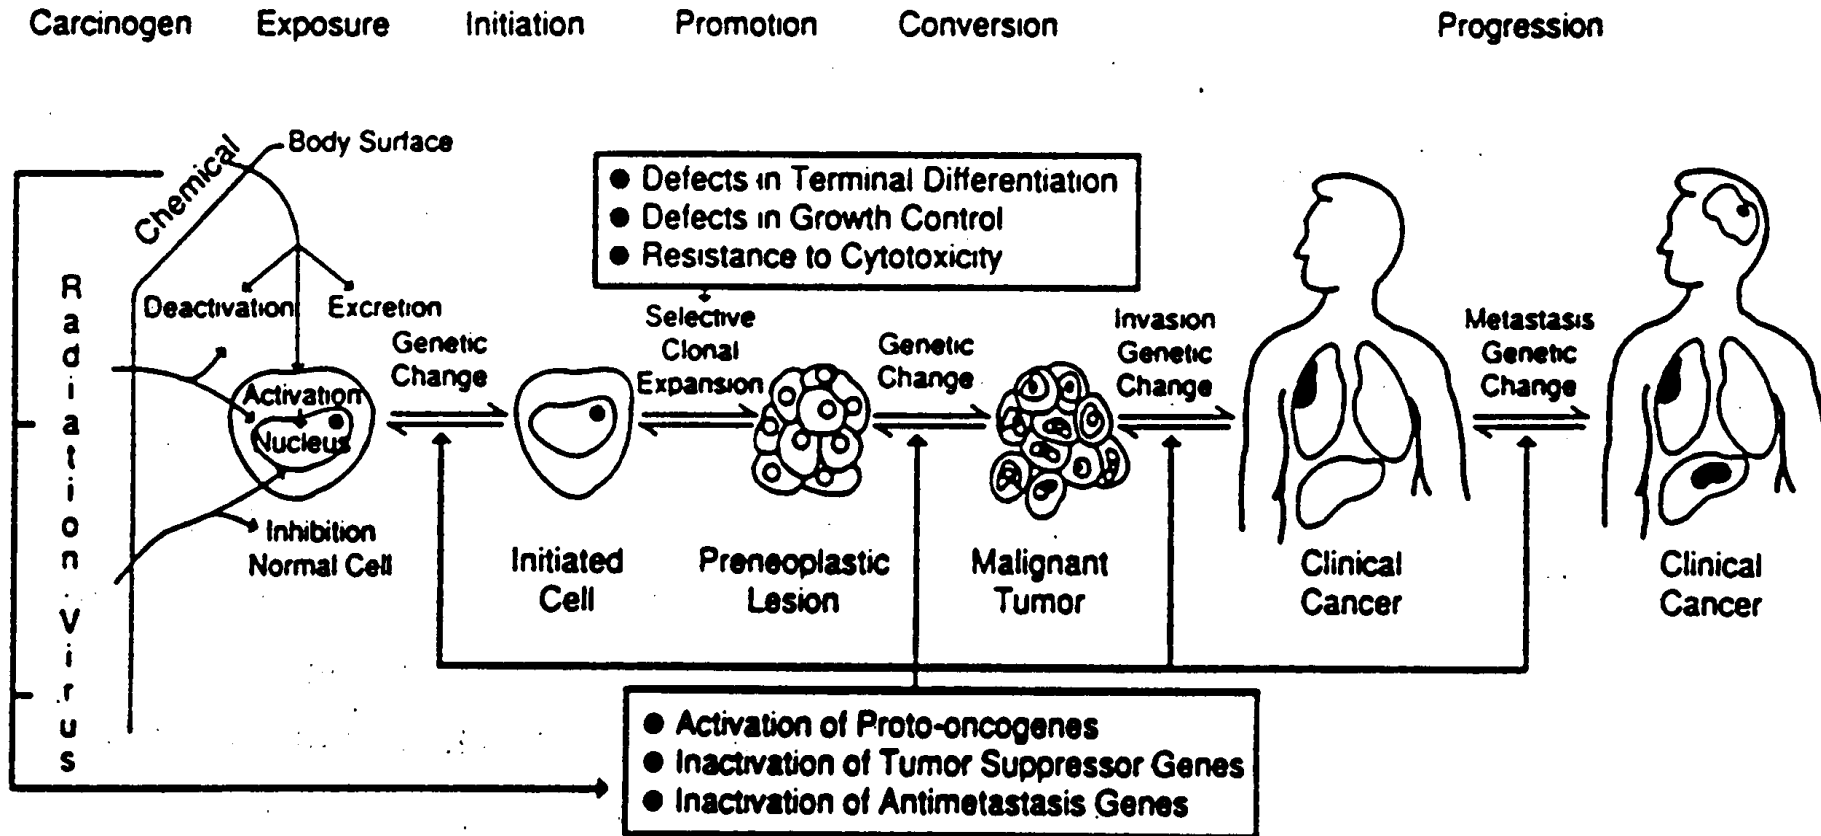 Carcinogen Exposure Initiation Promotion Conversion Progression
Chemical
Body Surface
Radiation
Virus
Deactivation
Excretion
Activation
Nucleus
Inhibition
Normal Cell
Genetic
Change
Initiated
Cell
● Defects in Terminal Differentiation
● Defects in Growth Control
● Resistance to Cytotoxicity
Selective
Clonal
Expansion
Preneoplastic
Lesion
Genetic
Change
Malignant
Tumor
Invasion
Genetic
Change
Clinical
Cancer
Metastasis
Genetic
Change
Clinical
Cancer
● Activation of Proto-oncogenes
● Inactivation of Tumor Suppressor Genes
● Inactivation of Antimetastasis Genes